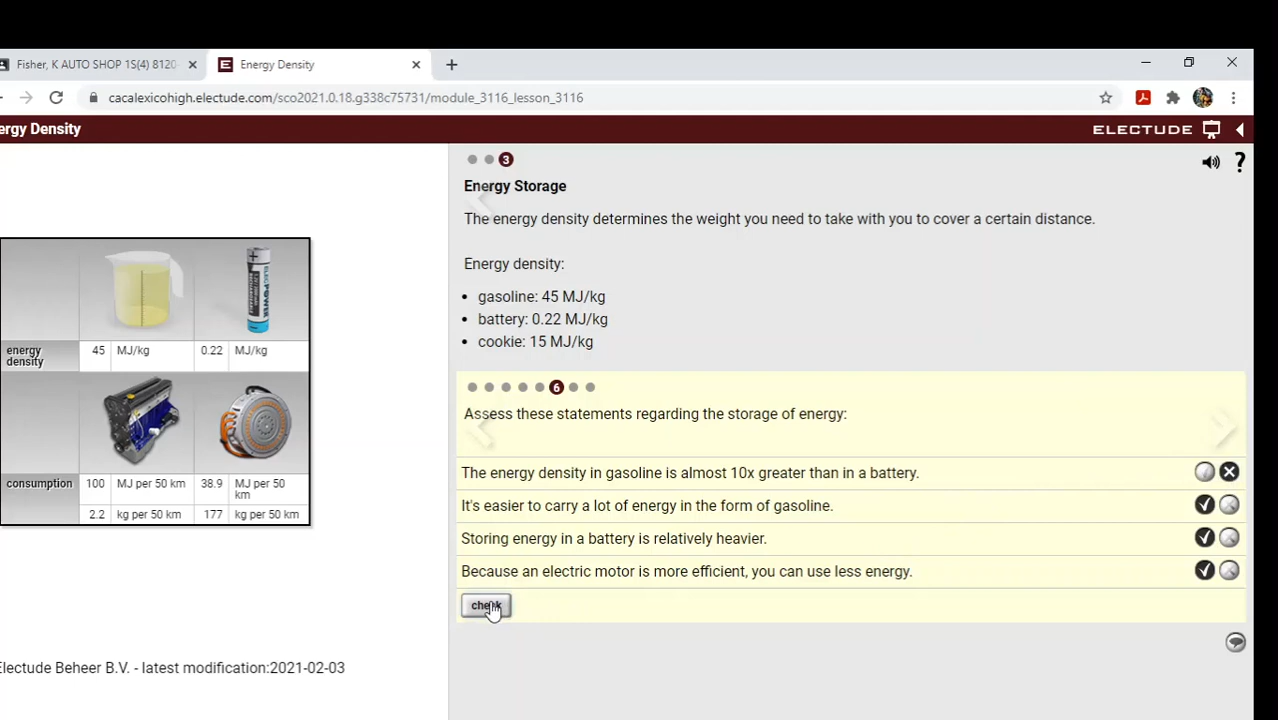 Fisher, K AUTO SHOP 1S(4) 8120-
Energy Density
cacalexicohigh.electude.com/sco2021.0.18.g338c75731/module_3116_lesson_3116
ergy Density
ELECTUDE
3
?
Energy Storage
The energy density determines the weight you need to take with you to cover a certain distance.
Energy density:
• gasoline: 45 MJ/kg
• battery: 0.22 MJ/kg
• cookie: 15 MJ/kg
energy density 45 MJ/kg 0.22 MJ/kg
consumption 100 MJ per 50 km 38.9 MJ per 50 km
2.2 kg per 50 km 177 kg per 50 km
6
Assess these statements regarding the storage of energy:
The energy density in gasoline is almost 10x greater than in a battery.
It's easier to carry a lot of energy in the form of gasoline.
Storing energy in a battery is relatively heavier.
Because an electric motor is more efficient, you can use less energy.
check
Electude Beheer B.V. - latest modification:2021-02-03